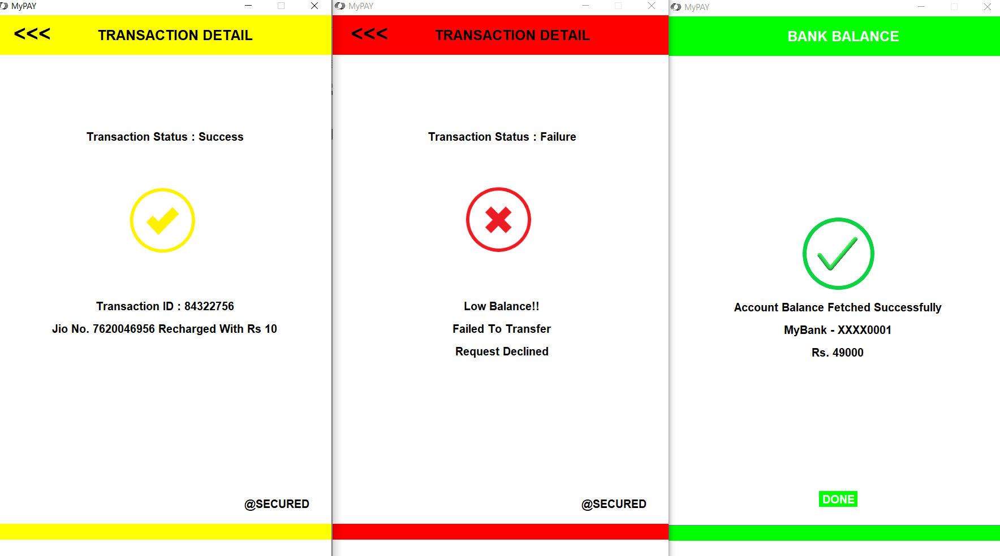 MyPAY
<<< TRANSACTION DETAIL
Transaction Status : Success
Transaction ID : 84322756
Jio No. 7620046956 Recharged With Rs 10
@SECURED
MyPAY
<<< TRANSACTION DETAIL
Transaction Status : Failure
Low Balance!!
Failed To Transfer
Request Declined
@SECURED
MyPAY
BANK BALANCE
Account Balance Fetched Successfully
MyBank - XXXX0001
Rs. 49000
DONE